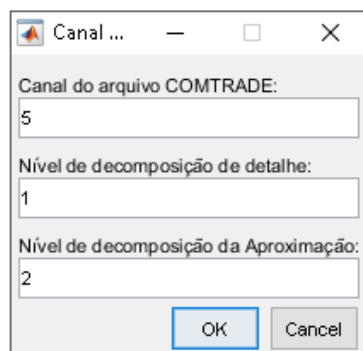 Canal ...
Canal do arquivo COMTRADE:
5
Nível de decomposição de detalhe:
1
Nível de decomposição da Aproximação:
2
OK Cancel